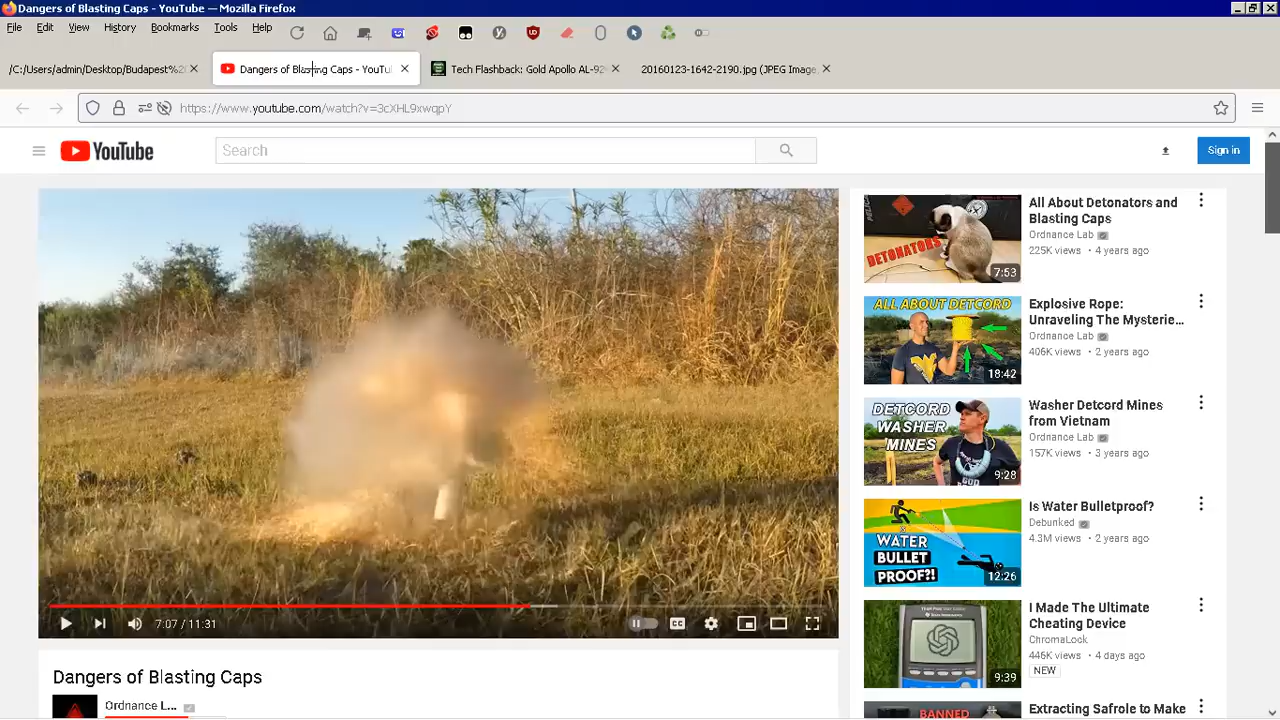 Dangers of Blasting Caps - YouTube — Mozilla Firefox
File Edit View History Bookmarks Tools Help
/C:/Users/admin/Desktop/Budapest%2
Dangers of Blasting Caps - YouTu
Tech Flashback: Gold Apollo AL-92
20160123-1642-2190.jpg (JPEG Image,
https://www.youtube.com/watch?v=3cXHL9xwqpY
YouTube
Search
Sign in
All About Detonators and
Blasting Caps
Ordnance Lab
225K views • 4 years ago
DETONATORS
7:53
ALL ABOUT DETCORD
Explosive Rope:
Unraveling The Mysterie...
Ordnance Lab
406K views • 2 years ago
18:42
DETCORD
WASHER
MINES
Washer Detcord Mines
from Vietnam
Ordnance Lab
157K views • 3 years ago
9:28
IS
WATER
BULLET
PROOF?!
Is Water Bulletproof?
Debunked
4.3M views • 2 years ago
12:26
I Made The Ultimate
Cheating Device
ChromaLock
446K views • 4 days ago
NEW
9:39
BANNED
Extracting Safrole to Make
7:07 / 11:31
CC
Dangers of Blasting Caps
Ordnance L...